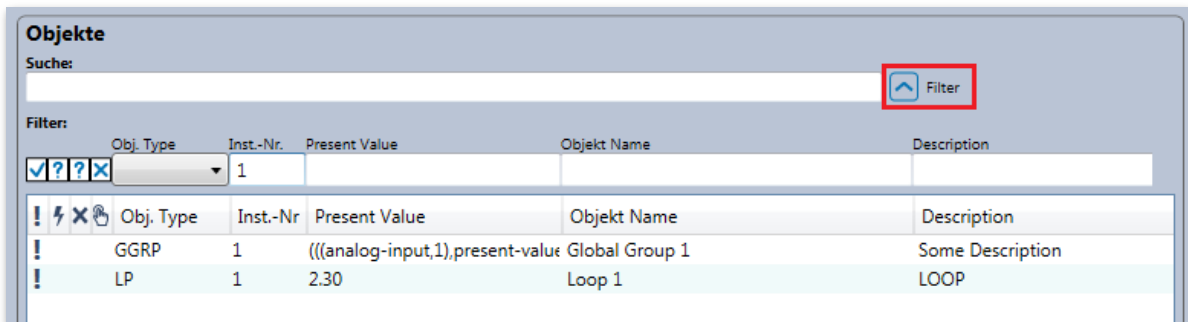 Objekte
Suche:
Filter
Filter:
Obj. Type Inst.-Nr. Present Value Objekt Name Description
1
! Obj. Type Inst.-Nr Present Value Objekt Name Description
! GGRP 1 (((analog-input,1),present-value Global Group 1 Some Description
! LP 1 2.30 Loop 1 LOOP